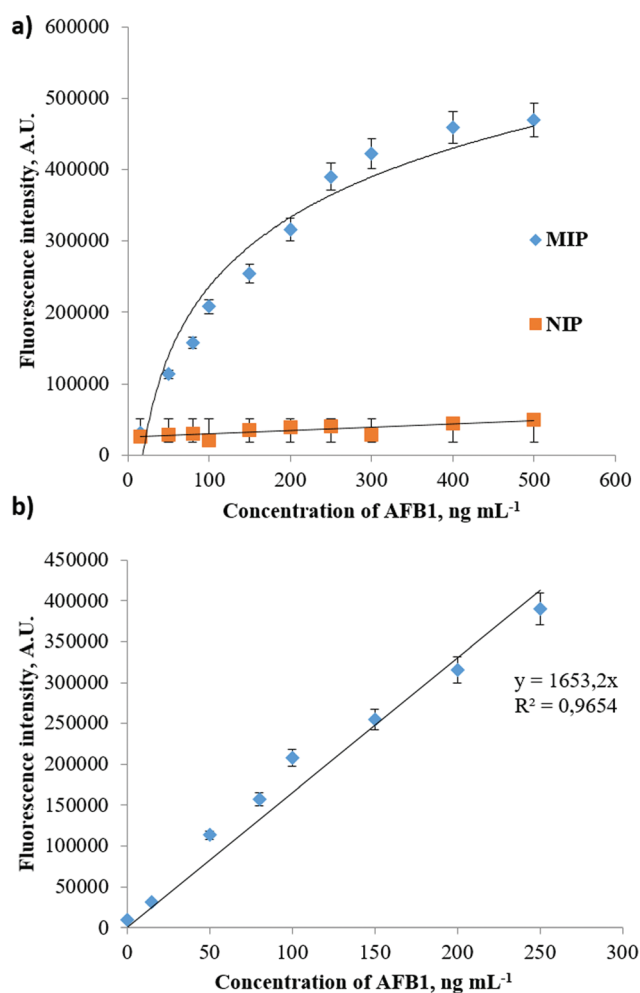 a)
Fluorescence intensity, A.U.
600000
500000
400000
300000
200000
100000
0
0 100 200 300 400 500 600
Concentration of AFB1, ng mL⁻¹
MIP
NIP
b)
Fluorescence intensity, A.U.
450000
400000
350000
300000
250000
200000
150000
100000
50000
0
y = 1653,2x
R² = 0,9654
0 50 100 150 200 250 300
Concentration of AFB1, ng mL⁻¹